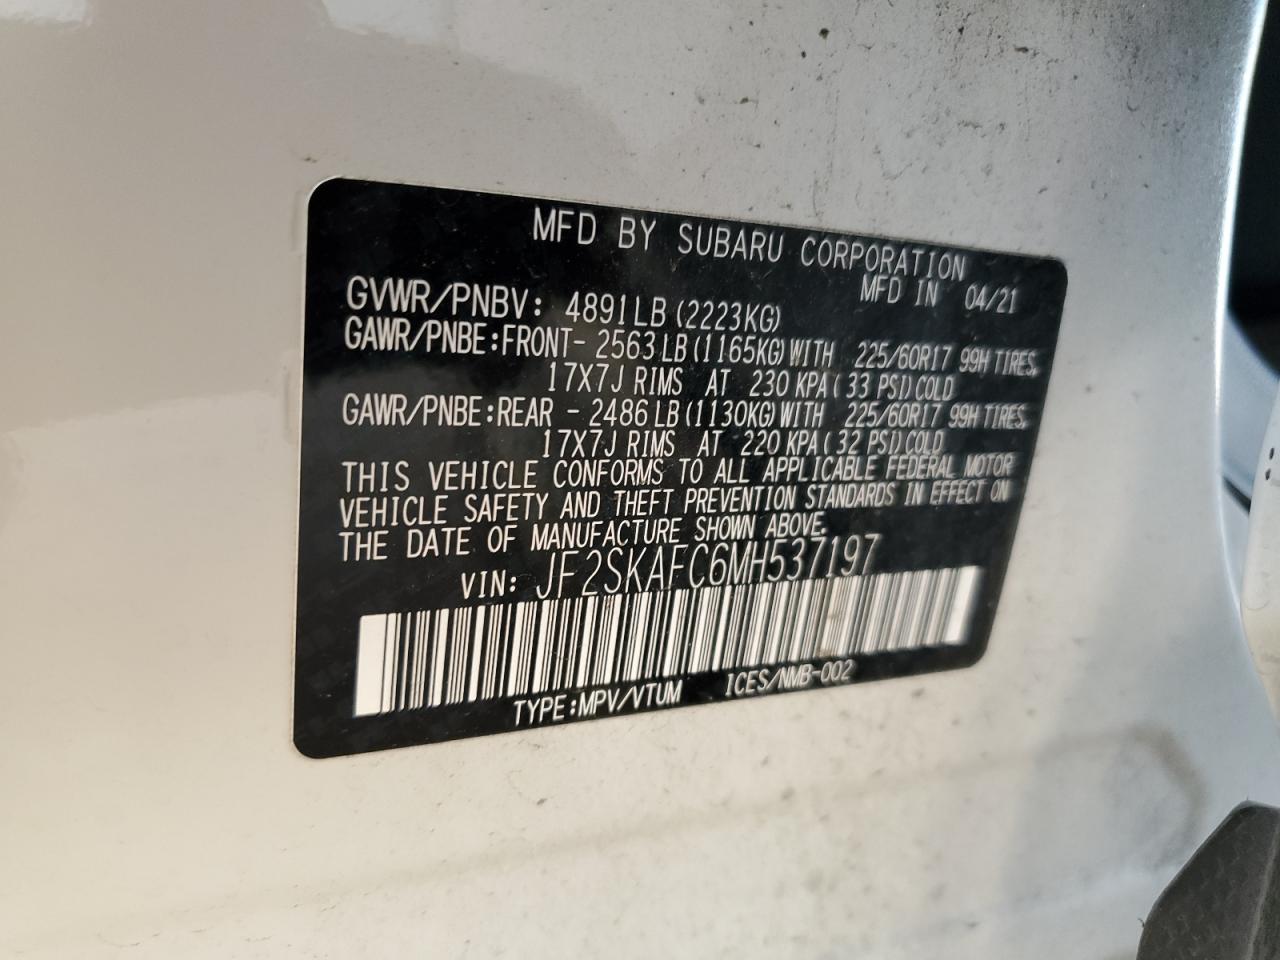 MFD BY SUBARU CORPORATION
MFD IN 04/21
GVWR/PNBV: 4891LB (2223KG)
GAWR/PNBE:FRONT- 2563LB(1165KG)WITH 225/60R17 99H TIRES,
17X7J RIMS AT 230 KPA( 33 PSI)COLD
GAWR/PNBE:REAR - 2486LB(1130KG)WITH 225/60R17 99H TIRES,
17X7J RIMS AT 220 KPA( 32 PSI)COLD
THIS VEHICLE CONFORMS TO ALL APPLICABLE FEDERAL MOTOR
VEHICLE SAFETY AND THEFT PREVENTION STANDARDS IN EFFECT ON
THE DATE OF MANUFACTURE SHOWN ABOVE.
VIN: JF2SKAFC6MH537197
TYPE:MPV/VTUM ICES/NMB-002